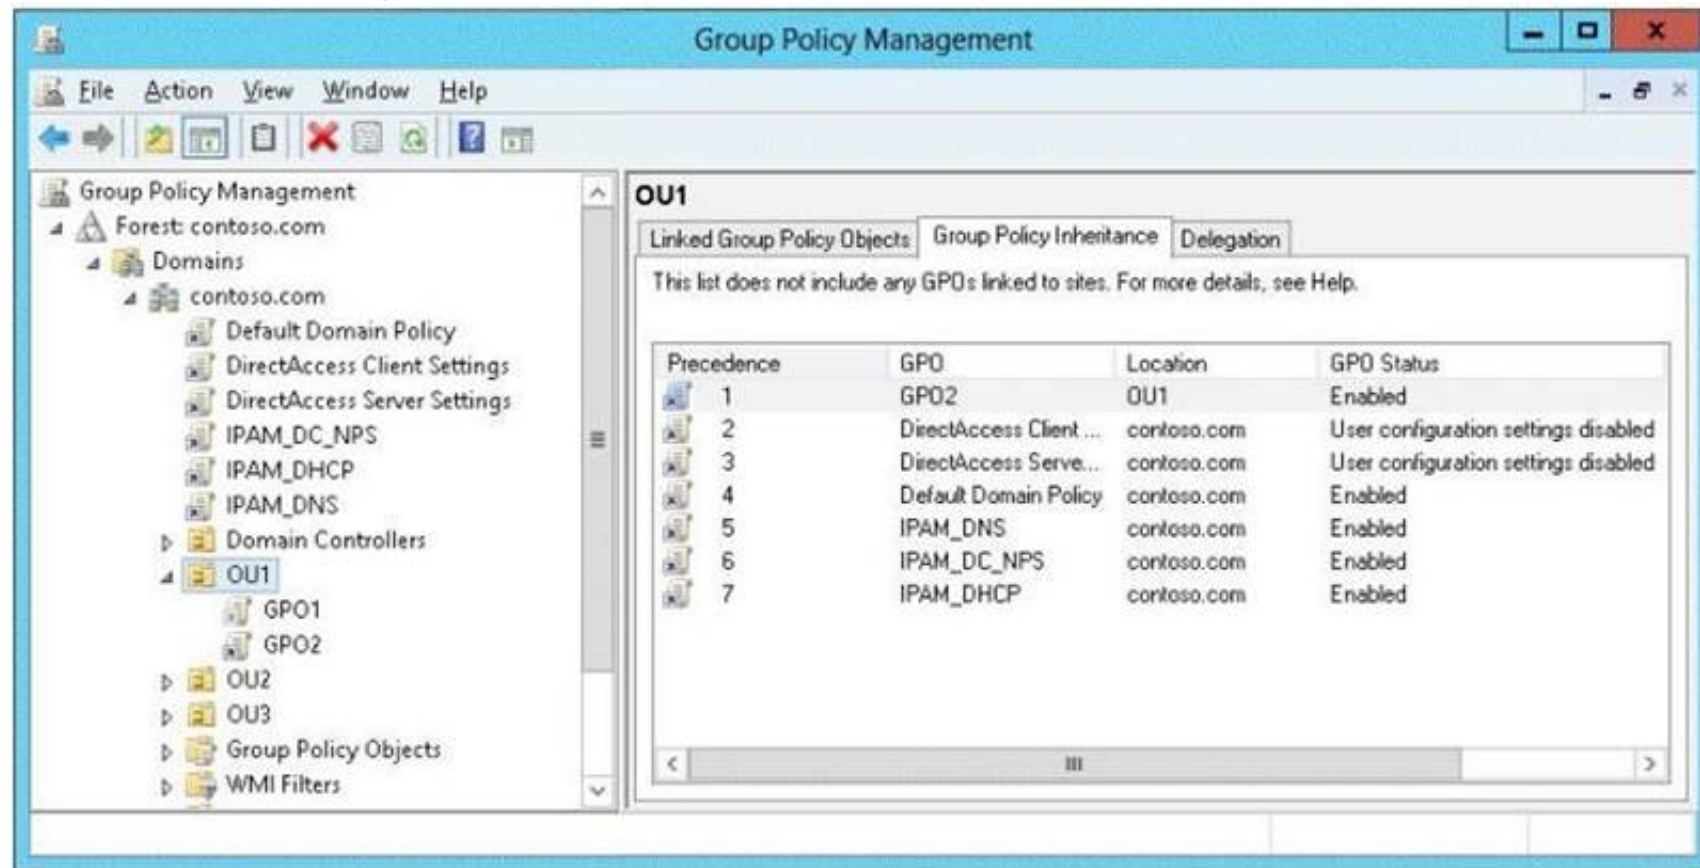 Group Policy Management
File Action View Window Help
Group Policy Management
Forest: contoso.com
Domains
contoso.com
Default Domain Policy
DirectAccess Client Settings
DirectAccess Server Settings
IPAM_DC_NPS
IPAM_DHCP
IPAM_DNS
Domain Controllers
OU1
GPO1
GPO2
OU2
OU3
Group Policy Objects
WMI Filters
OU1
Linked Group Policy Objects Group Policy Inheritance Delegation
This list does not include any GPOs linked to sites. For more details, see Help.
Precedence GPO Location GPO Status
1 GPO2 OU1 Enabled
2 DirectAccess Client ... contoso.com User configuration settings disabled
3 DirectAccess Serve... contoso.com User configuration settings disabled
4 Default Domain Policy contoso.com Enabled
5 IPAM_DNS contoso.com Enabled
6 IPAM_DC_NPS contoso.com Enabled
7 IPAM_DHCP contoso.com Enabled